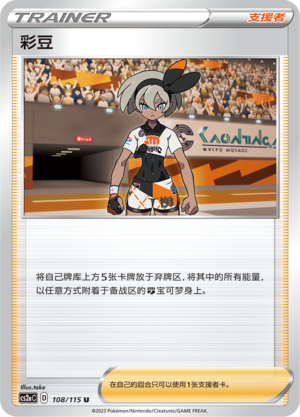 TRAINER 支援者
彩豆
将自己牌库上方5张卡牌放于弃牌区,将其中的所有能量,
以任意方式附着于备战区的宝可梦身上。
Illus.take
CS3aC D 108/115 U
在自己的回合只可以使用1张支援者卡。
©2023 Pokémon/Nintendo/Creatures/GAME FREAK.